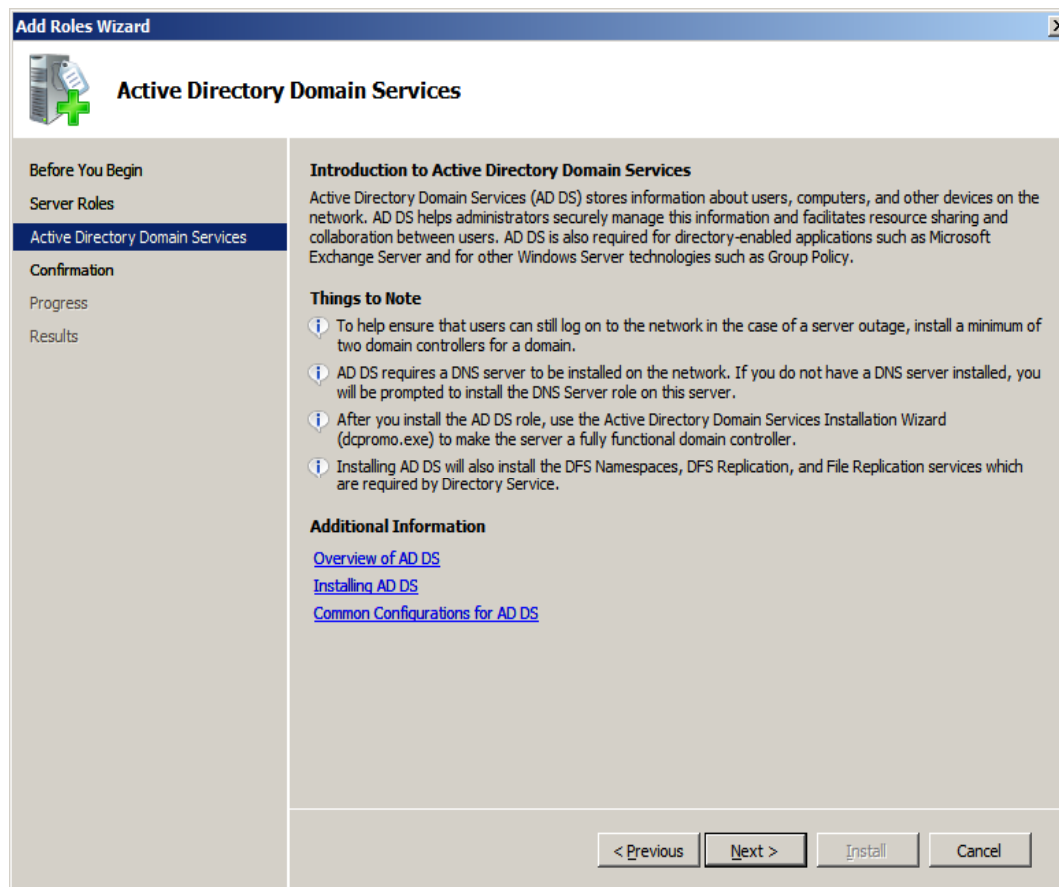 Add Roles Wizard
Active Directory Domain Services
Before You Begin
Server Roles
Active Directory Domain Services
Confirmation
Progress
Results
Introduction to Active Directory Domain Services
Active Directory Domain Services (AD DS) stores information about users, computers, and other devices on the
network. AD DS helps administrators securely manage this information and facilitates resource sharing and
collaboration between users. AD DS is also required for directory-enabled applications such as Microsoft
Exchange Server and for other Windows Server technologies such as Group Policy.
Things to Note
To help ensure that users can still log on to the network in the case of a server outage, install a minimum of
two domain controllers for a domain.
AD DS requires a DNS server to be installed on the network. If you do not have a DNS server installed, you
will be prompted to install the DNS Server role on this server.
After you install the AD DS role, use the Active Directory Domain Services Installation Wizard
(dcpromo.exe) to make the server a fully functional domain controller.
Installing AD DS will also install the DFS Namespaces, DFS Replication, and File Replication services which
are required by Directory Service.
Additional Information
Overview of AD DS
Installing AD DS
Common Configurations for AD DS
< Previous Next > Install Cancel